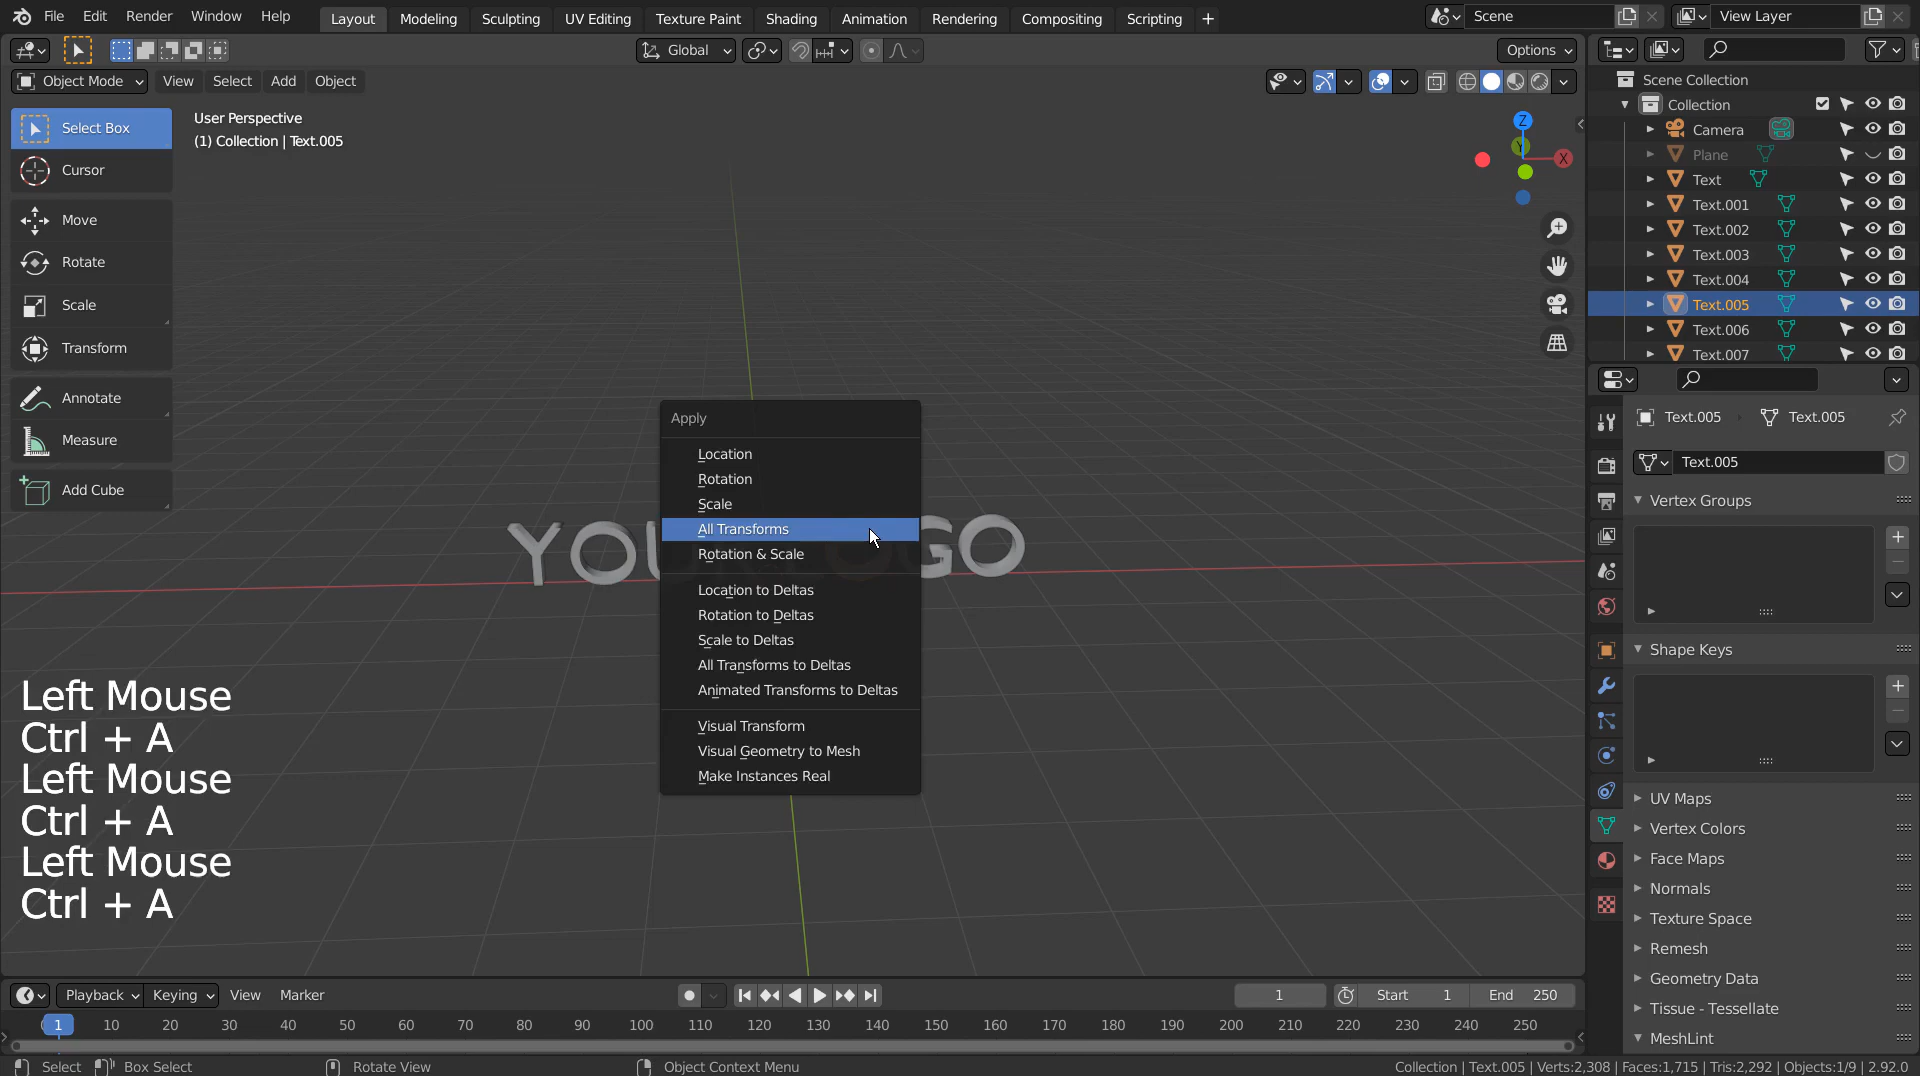 File Edit Render Window Help
Layout Modeling Sculpting UV Editing Texture Paint Shading Animation Rendering Compositing Scripting +
Scene
View Layer
Global
Options
Object Mode View Select Add Object
Scene Collection
Collection
Camera
Plane
Text
Text.001
Text.002
Text.003
Text.004
Text.005
Text.006
Text.007
Select Box
Cursor
Move
Rotate
Scale
Transform
Annotate
Measure
Add Cube
User Perspective
(1) Collection | Text.005
Z
Y
X
Apply
Location
Rotation
Scale
All Transforms
Rotation & Scale
Location to Deltas
Rotation to Deltas
Scale to Deltas
All Transforms to Deltas
Animated Transforms to Deltas
Visual Transform
Visual Geometry to Mesh
Make Instances Real
Left Mouse
Ctrl + A
Left Mouse
Ctrl + A
Left Mouse
Ctrl + A
Text.005 Text.005
Text.005
Vertex Groups
Shape Keys
UV Maps
Vertex Colors
Face Maps
Normals
Texture Space
Remesh
Geometry Data
Tissue - Tessellate
MeshLint
Playback Keying View Marker
1
Start 1
End 250
1 10 20 30 40 50 60 70 80 90 100 110 120 130 140 150 160 170 180 190 200 210 220 230 240 250
Select Box Select Rotate View Object Context Menu
Collection | Text.005 | Verts:2,308 | Faces:1,715 | Tris:2,292 | Objects:1/9 | 2.92.0